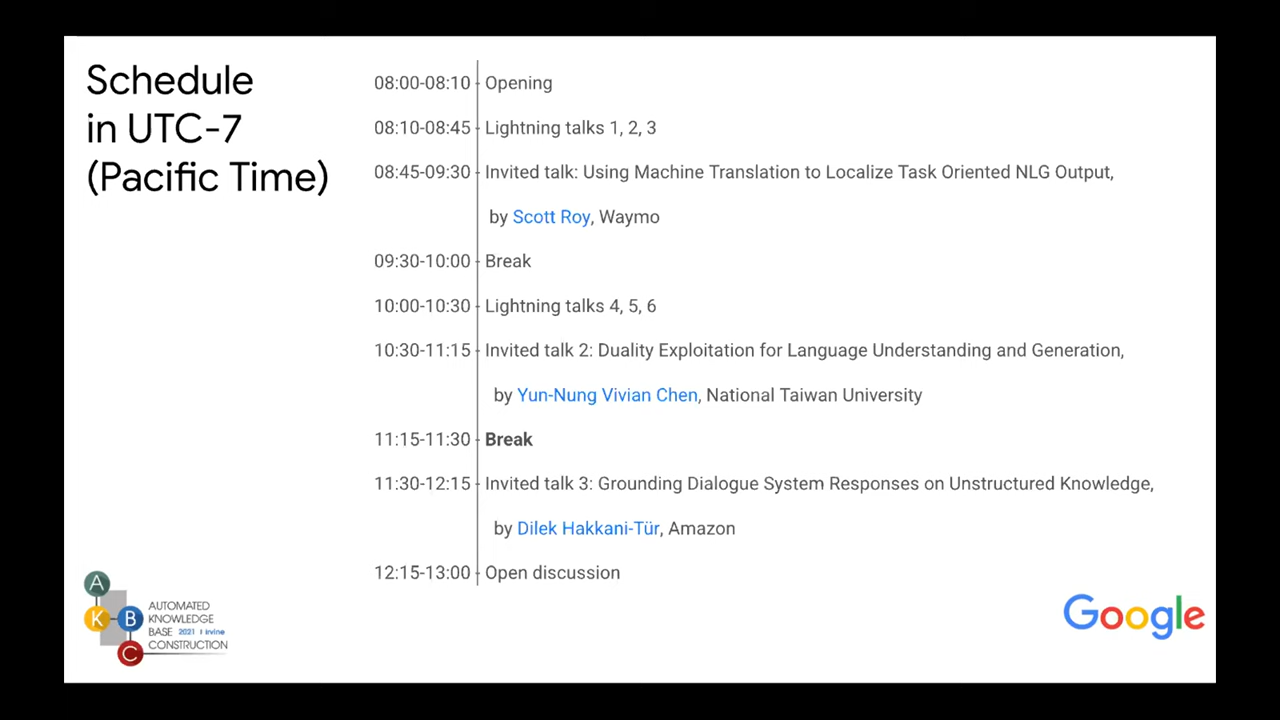 Schedule
in UTC-7
(Pacific Time)
08:00-08:10 Opening
08:10-08:45 Lightning talks 1, 2, 3
08:45-09:30 Invited talk: Using Machine Translation to Localize Task Oriented NLG Output,
by Scott Roy, Waymo
09:30-10:00 Break
10:00-10:30 Lightning talks 4, 5, 6
10:30-11:15 Invited talk 2: Duality Exploitation for Language Understanding and Generation,
by Yun-Nung Vivian Chen, National Taiwan University
11:15-11:30 Break
11:30-12:15 Invited talk 3: Grounding Dialogue System Responses on Unstructured Knowledge,
by Dilek Hakkani-Tür, Amazon
12:15-13:00 Open discussion
A
K B
C
AUTOMATED
KNOWLEDGE
BASE 2021 Irvine
CONSTRUCTION
Google